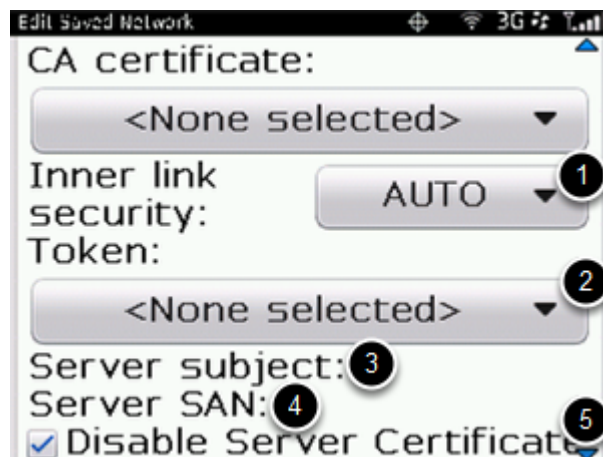 Edit Saved Network 3G
CA certificate:
<None selected>
1
Inner link
security:
AUTO
Token:
2
<None selected>
Server subject: 3
Server SAN: 4
5
Disable Server Certificate